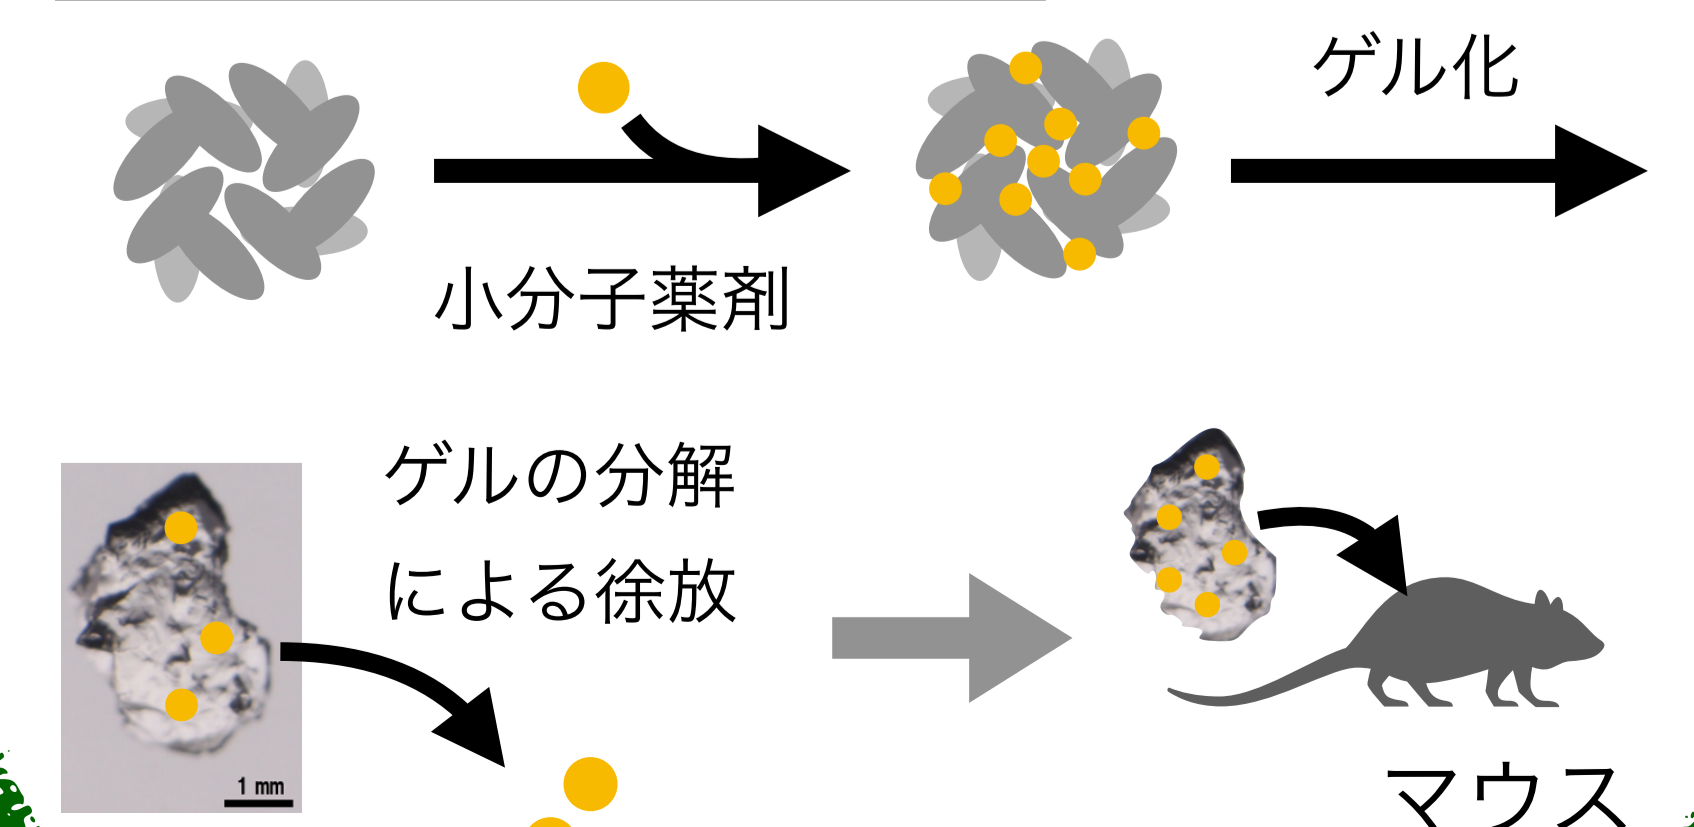 ゲル化
小分子薬剤
ゲルの分解
による徐放
1 mm
マウス